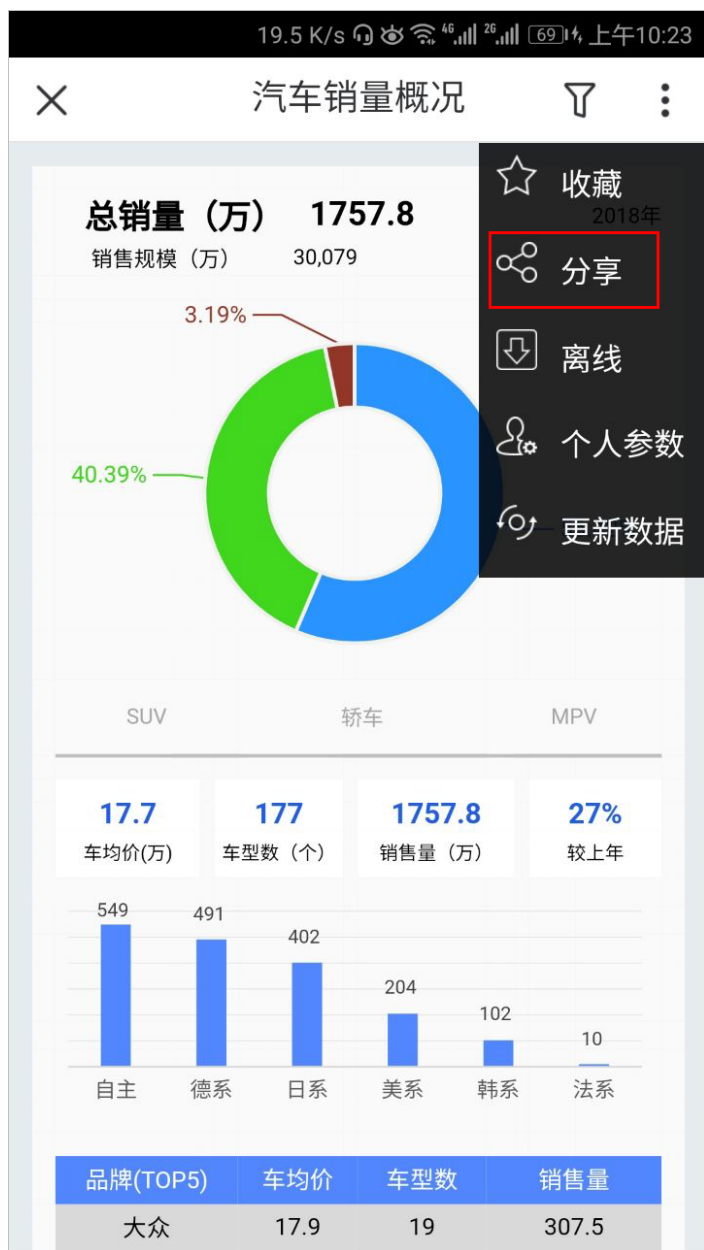 19.5 K/s 4G 2G 69 上午10:23
汽车销量概况
收藏
总销量（万） 1757.8
2018年
销售规模（万） 30,079
分享
3.19%
离线
个人参数
40.39%
更新数据
SUV 轿车 MPV
17.7 177 1757.8 27%
车均价(万) 车型数（个） 销售量（万） 较上年
549
491
402
204
102
10
自主 德系 日系 美系 韩系 法系
品牌(TOP5) 车均价 车型数 销售量
大众 17.9 19 307.5